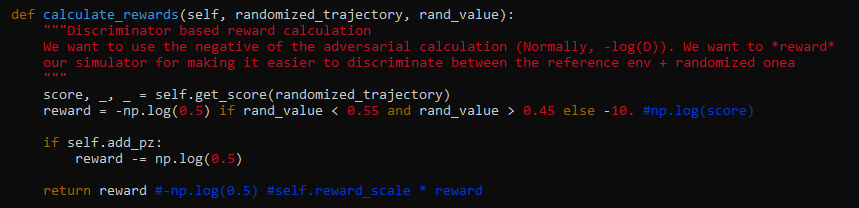 def calculate_rewards(self, randomized_trajectory, rand_value):
    """Discriminator based reward calculation
    We want to use the negative of the adversarial calculation (Normally, -log(D)). We want to *reward*
    our simulator for making it easier to discriminate between the reference env + randomized onea
    """
    score, _, _ = self.get_score(randomized_trajectory)
    reward = -np.log(0.5) if rand_value < 0.55 and rand_value > 0.45 else -10. #np.log(score)

    if self.add_pz:
        reward -= np.log(0.5)

    return reward #-np.log(0.5) #self.reward_scale * reward